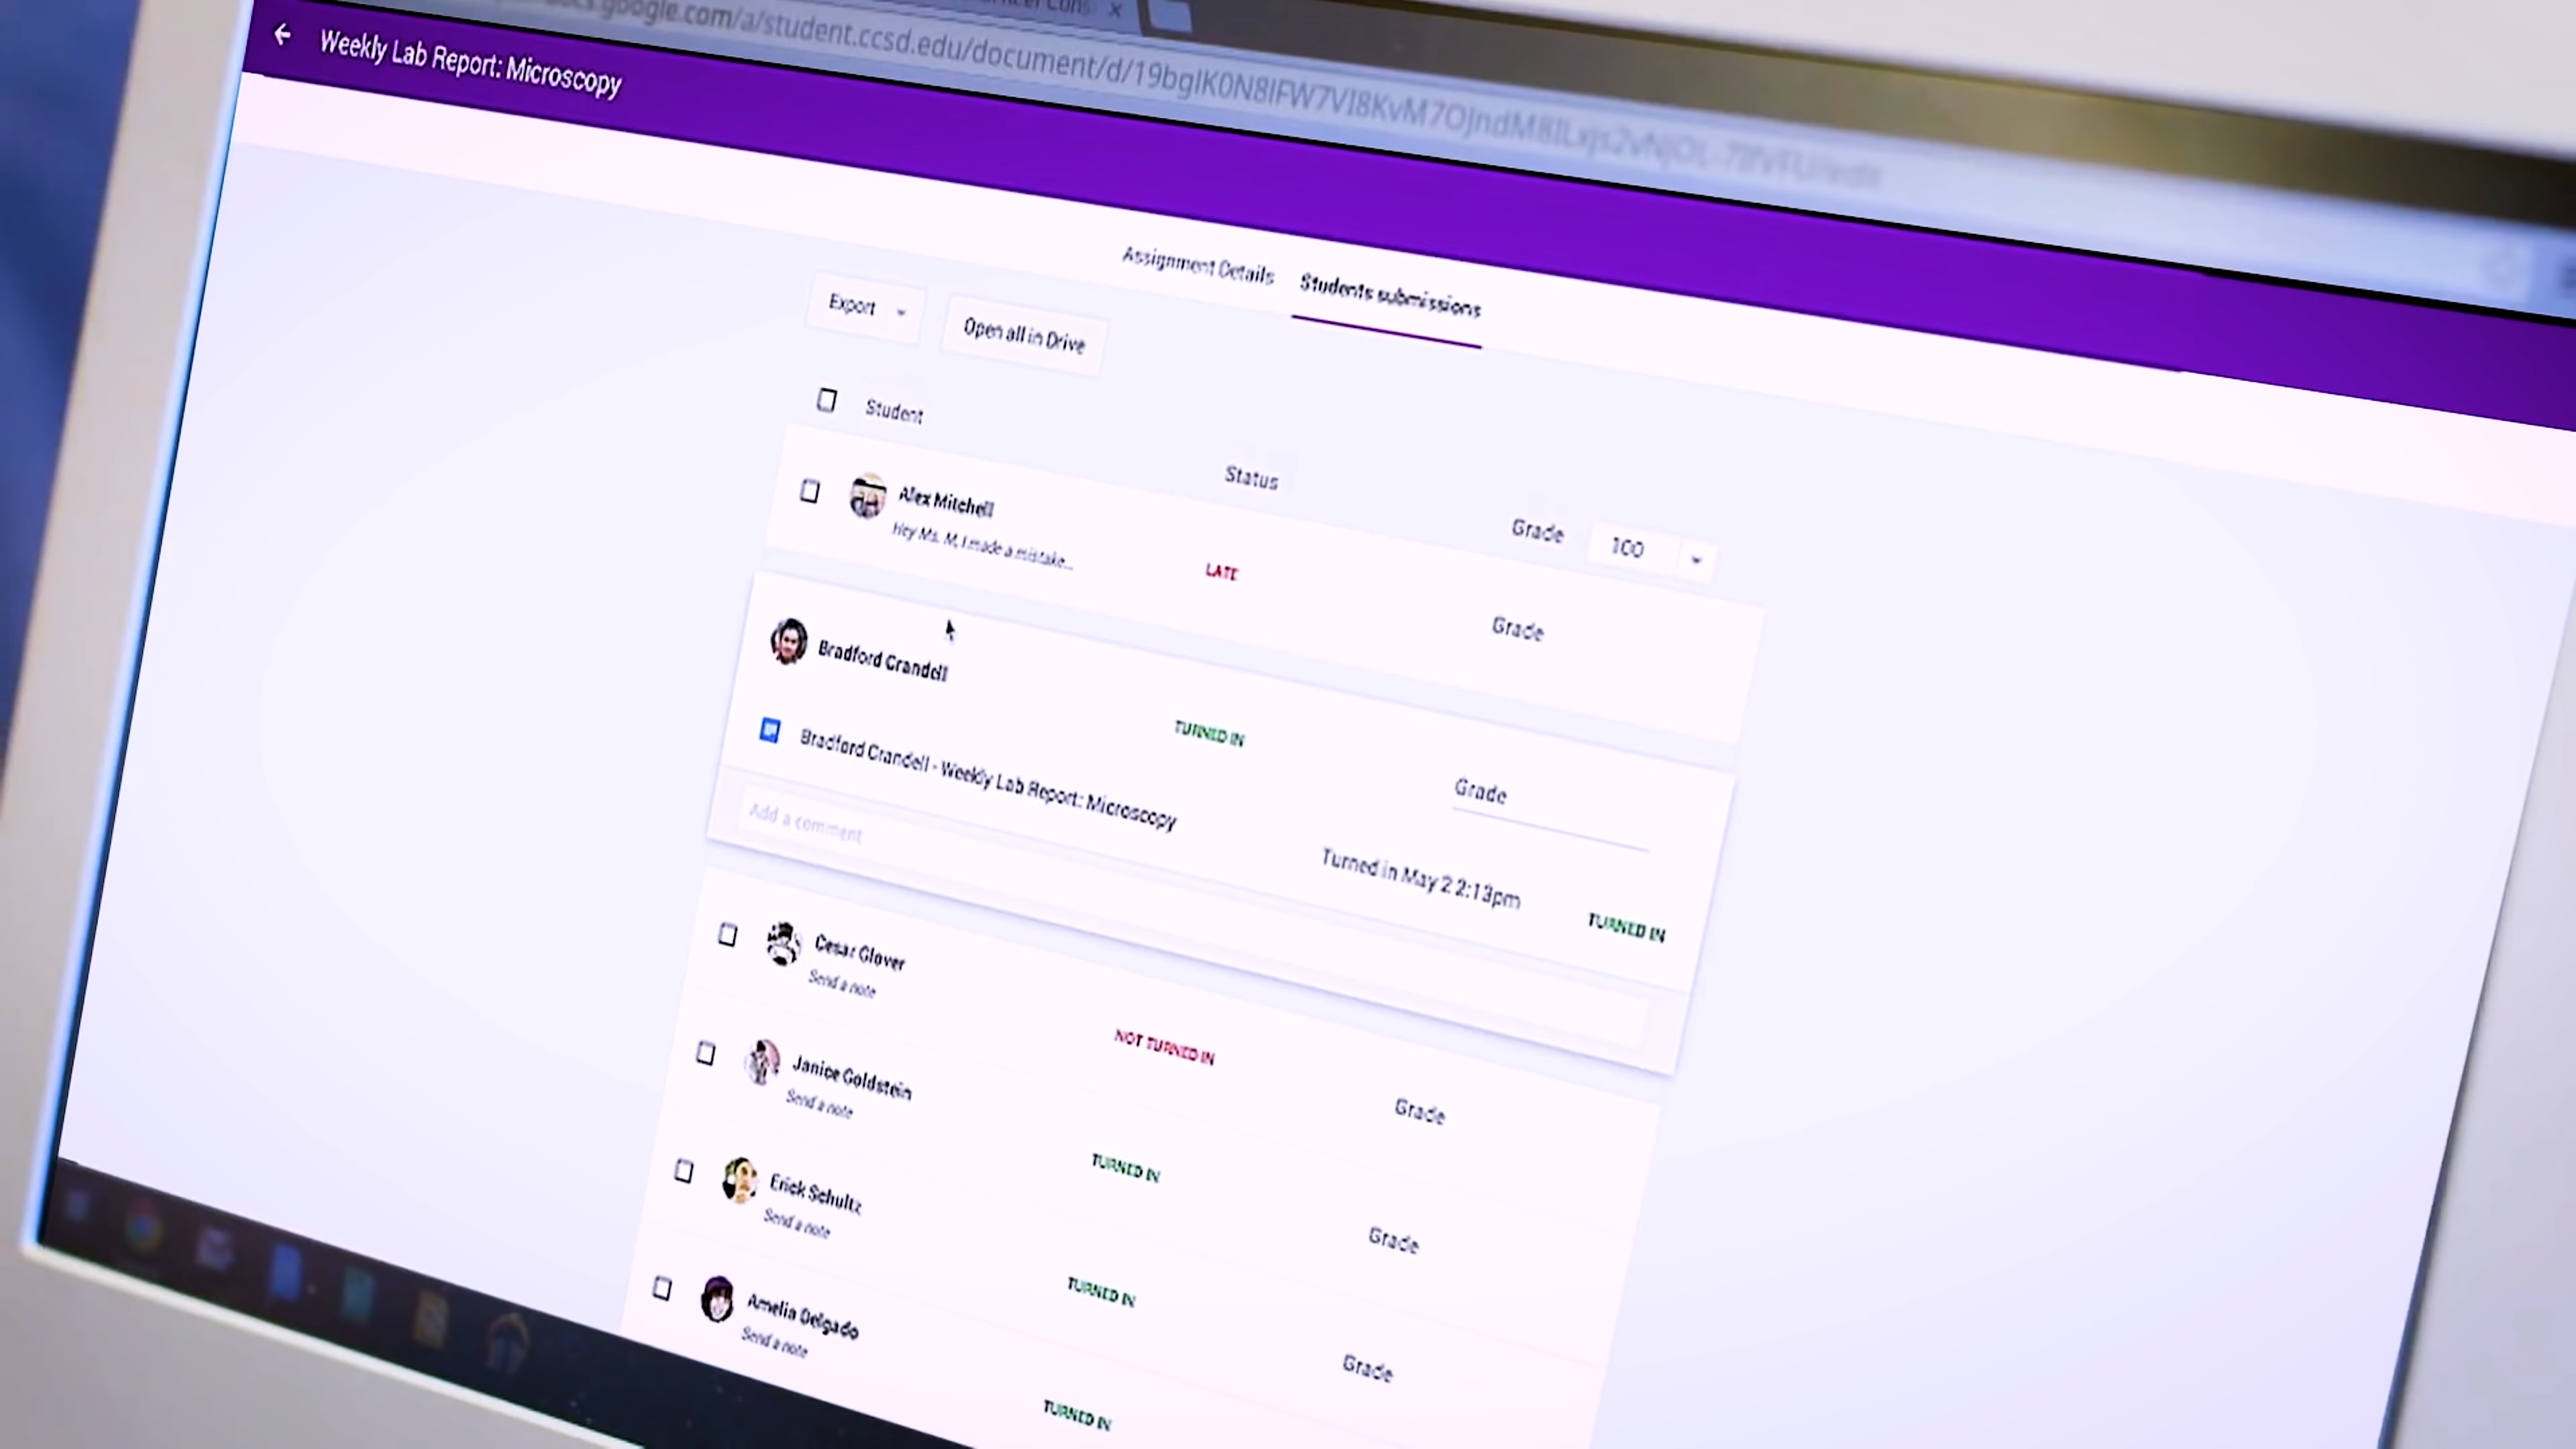 docs.google.com/a/student.ccsd.edu/document/d/
Weekly Lab Report: Microscopy
Assignment Details
Students submissions
Export
Open all in Drive
Student
Status
Grade
100
Alex Mitchell
Hey Ms. M, I made a mistake...
LATE
Grade
Bradford Crandell
TURNED IN
Grade
Bradford Crandell - Weekly Lab Report: Microscopy
Turned in May 2 2:13pm
TURNED IN
Add a comment
Cesar Glover
Send a note
NOT TURNED IN
Grade
Janice Goldstein
Send a note
TURNED IN
Grade
Erick Schultz
Send a note
TURNED IN
Grade
Amelia Delgado
Send a note
TURNED IN